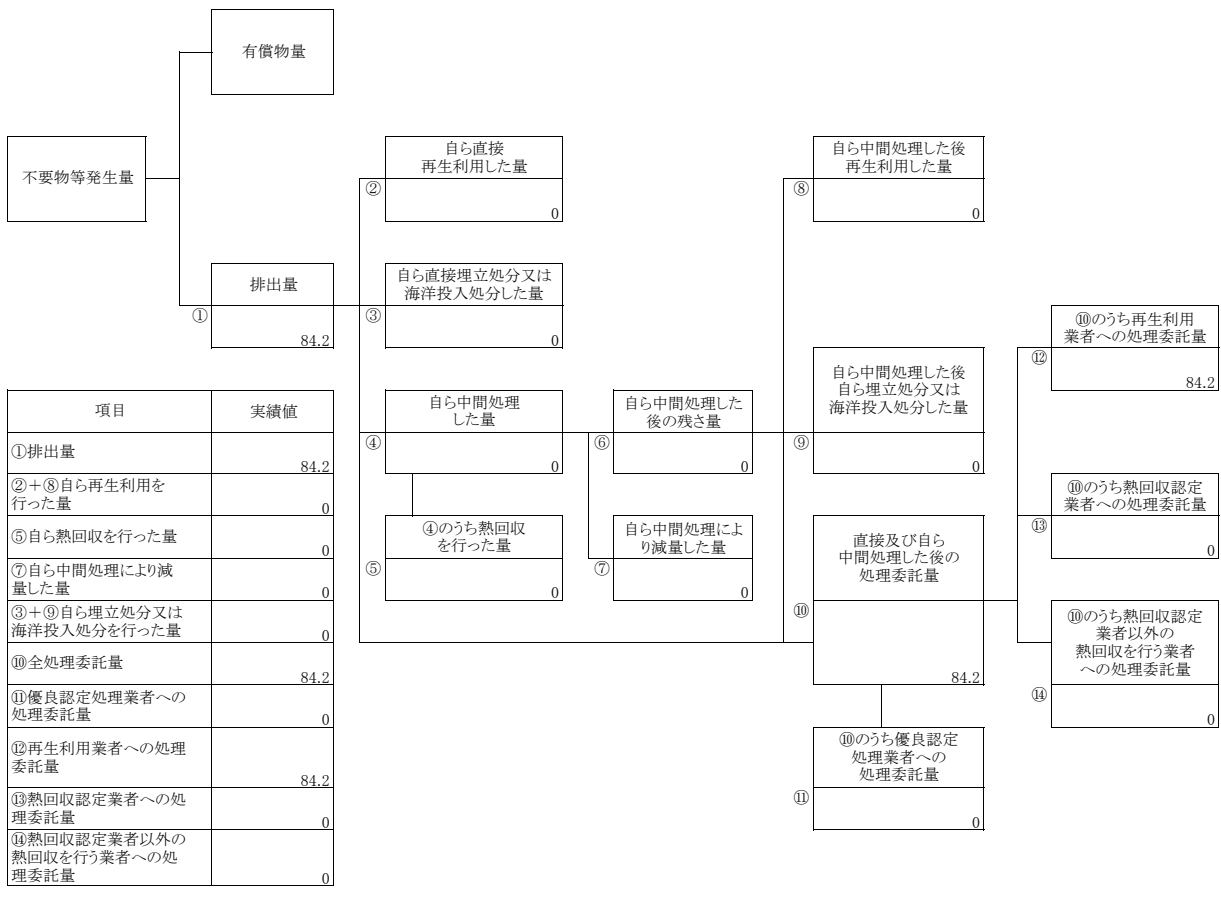 有償物量
不要物等発生量
排出量
①
84.2
自ら直接
再生利用した量
②
0
自ら直接埋立処分又は
海洋投入処分した量
③
0
自ら中間処理
した量
④
0
④のうち熱回収
を行った量
⑤
0
自ら中間処理した
後の残さ量
⑥
0
自ら中間処理によ
り減量した量
⑦
0
自ら中間処理した後
再生利用した量
⑧
0
自ら中間処理した後
自ら埋立処分又は
海洋投入処分した量
⑨
0
直接及び自ら
中間処理した後の
処理委託量
⑩
84.2
⑩のうち優良認定
処理業者への
処理委託量
⑪
0
⑩のうち再生利用
業者への処理委託量
⑫
84.2
⑩のうち熱回収認定
業者への処理委託量
⑬
0
⑩のうち熱回収認定
業者以外の
熱回収を行う業者
への処理委託量
⑭
0
項目 実績値
①排出量
84.2
②+⑧自ら再生利用を
行った量
0
⑤自ら熱回収を行った量
0
⑦自ら中間処理により減
量した量
0
③+⑨自ら埋立処分又は
海洋投入処分を行った量
0
⑩全処理委託量
84.2
⑪優良認定処理業者への
処理委託量
0
⑫再生利用業者への処理
委託量
84.2
⑬熱回収認定業者への処
理委託量
0
⑭熱回収認定業者以外の
熱回収を行う業者への処
理委託量
0